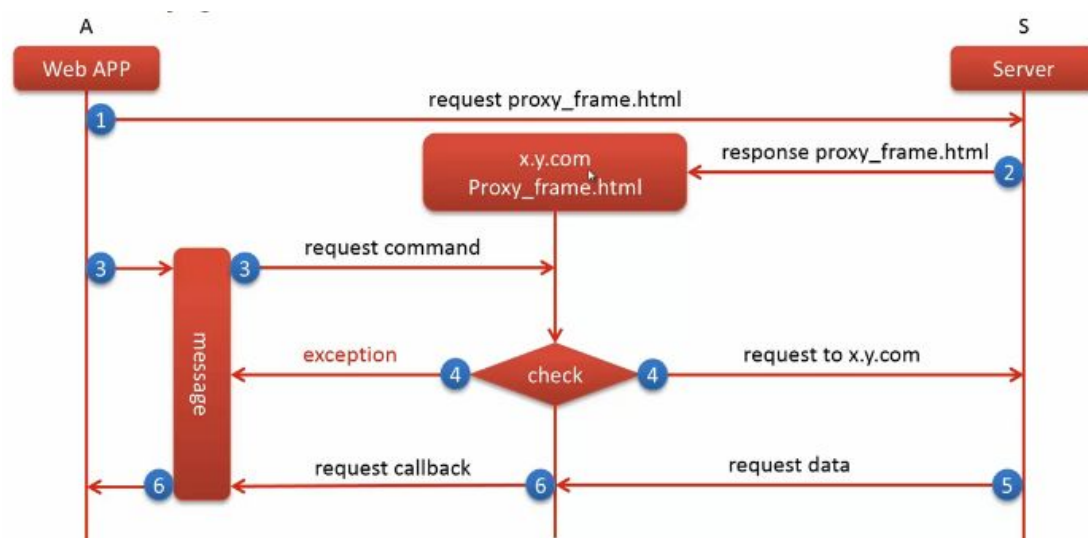 A
S
Web APP
Server
request proxy_frame.html
1
x.y.com
Proxy_frame.html
response proxy_frame.html
2
3
3
request command
message
exception
4
check
4
request to x.y.com
6
request callback
6
request data
5